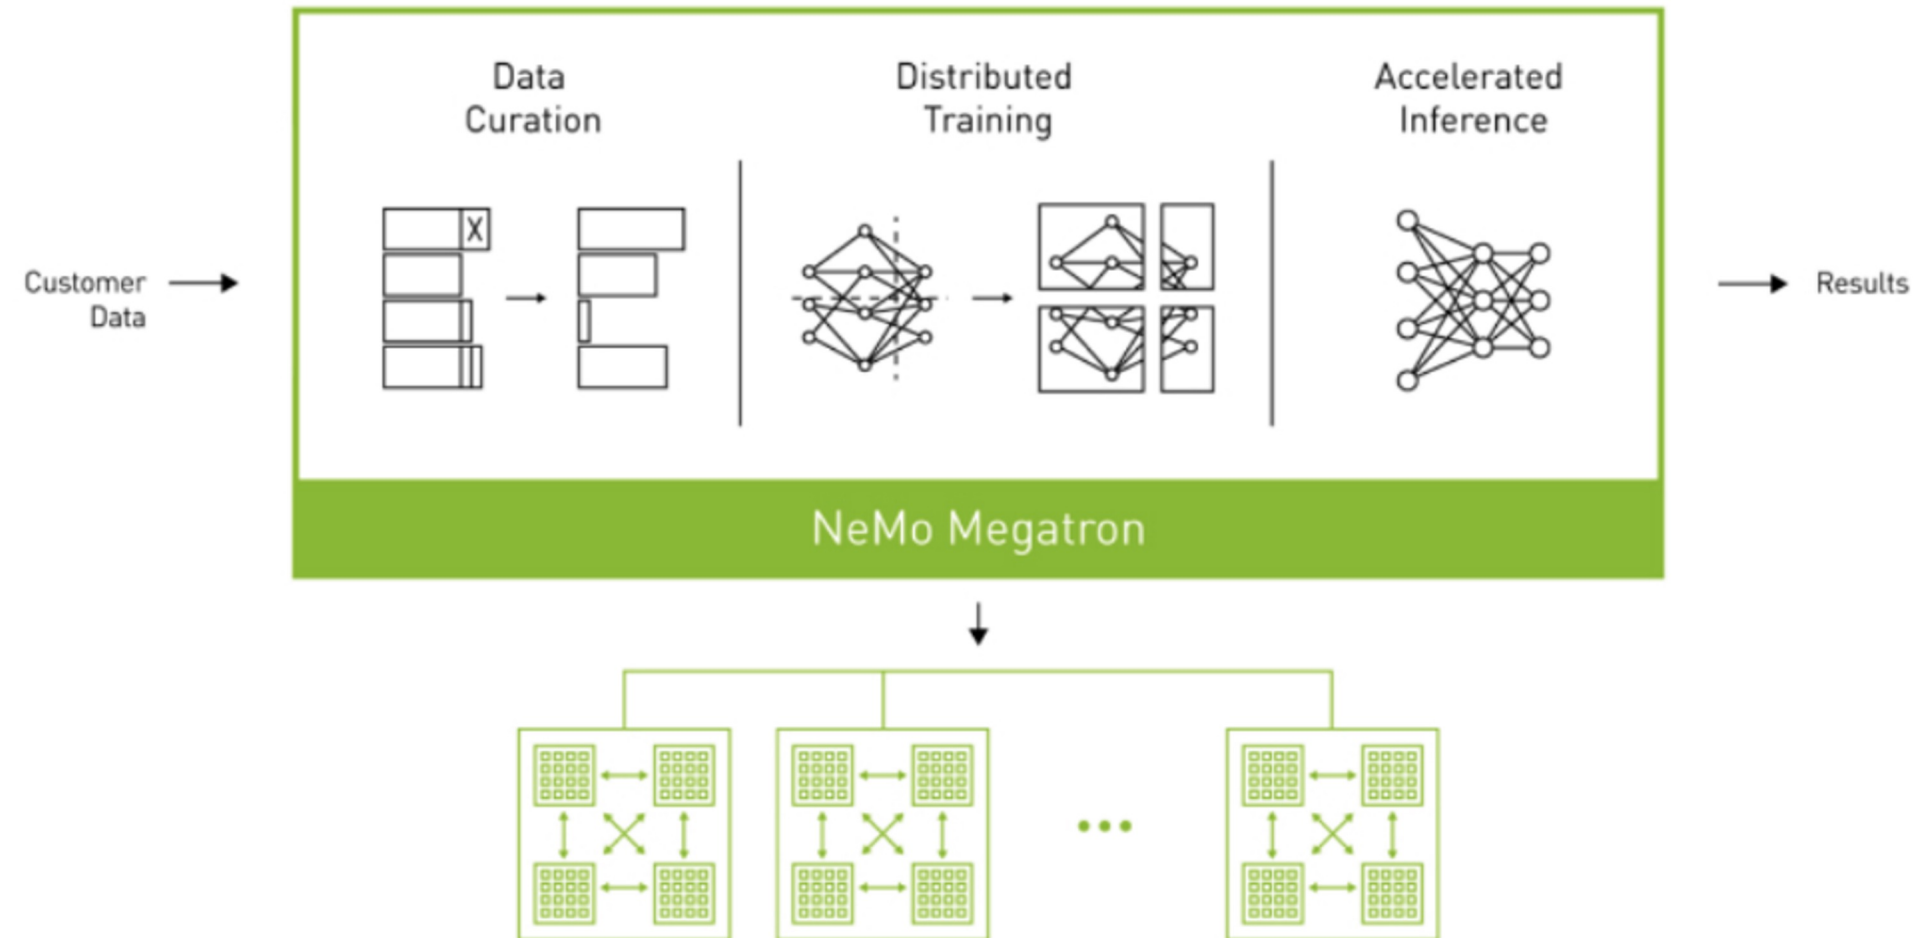 Data
Curation
Distributed
Training
Accelerated
Inference
X
Customer
Data
Results
NeMo Megatron